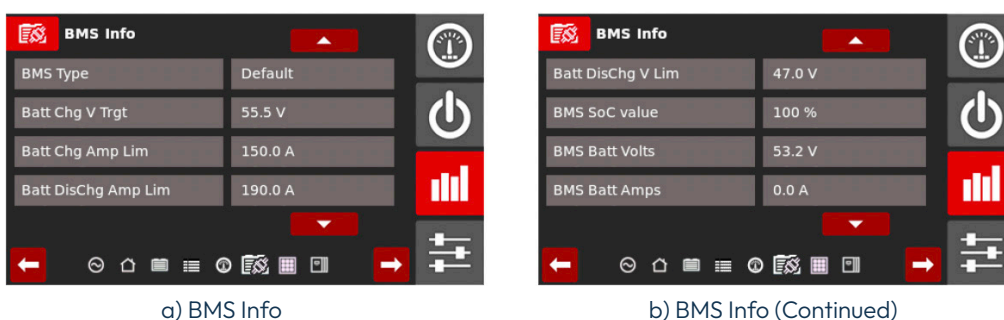 BMS Info
BMS Type Default
Batt Chg V Trgt 55.5 V
Batt Chg Amp Lim 150.0 A
Batt DisChg Amp Lim 190.0 A
a) BMS Info
BMS Info
Batt DisChg V Lim 47.0 V
BMS SoC value 100 %
BMS Batt Volts 53.2 V
BMS Batt Amps 0.0 A
b) BMS Info (Continued)